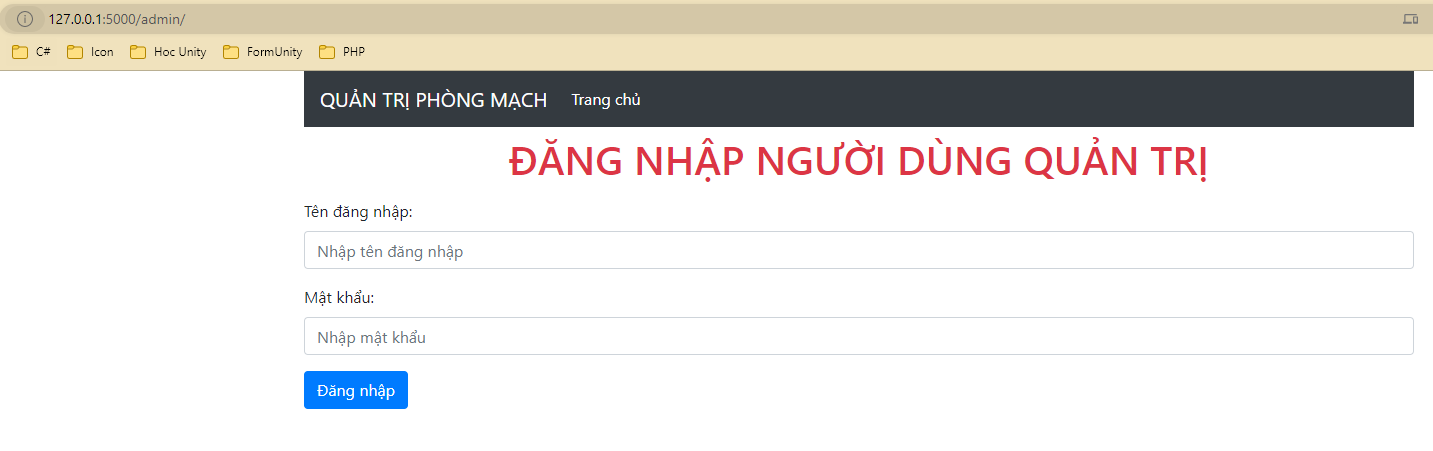 127.0.0.1:5000/admin/
C# Icon Hoc Unity FormUnity PHP
QUẢN TRỊ PHÒNG MẠCH Trang chủ
ĐĂNG NHẬP NGƯỜI DÙNG QUẢN TRỊ
Tên đăng nhập:
Nhập tên đăng nhập
Mật khẩu:
Nhập mật khẩu
Đăng nhập